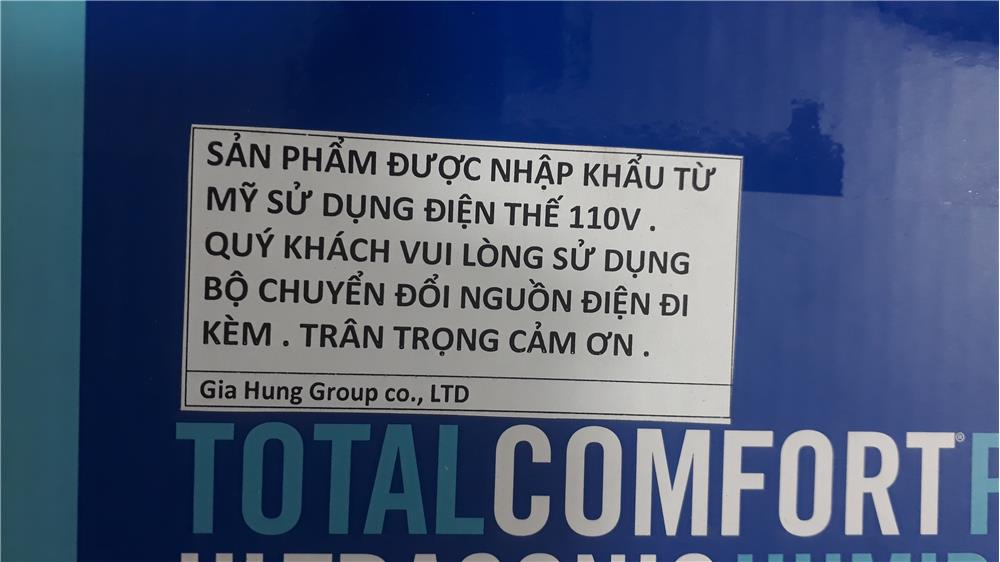 SẢN PHẨM ĐƯỢC NHẬP KHẨU TỪ
MỸ SỬ DỤNG ĐIỆN THẾ 110V .
QUÝ KHÁCH VUI LÒNG SỬ DỤNG
BỘ CHUYỂN ĐỔI NGUỒN ĐIỆN ĐI
KÈM . TRÂN TRỌNG CẢM ƠN .
Gia Hung Group co., LTD
TOTALCOMFORT®